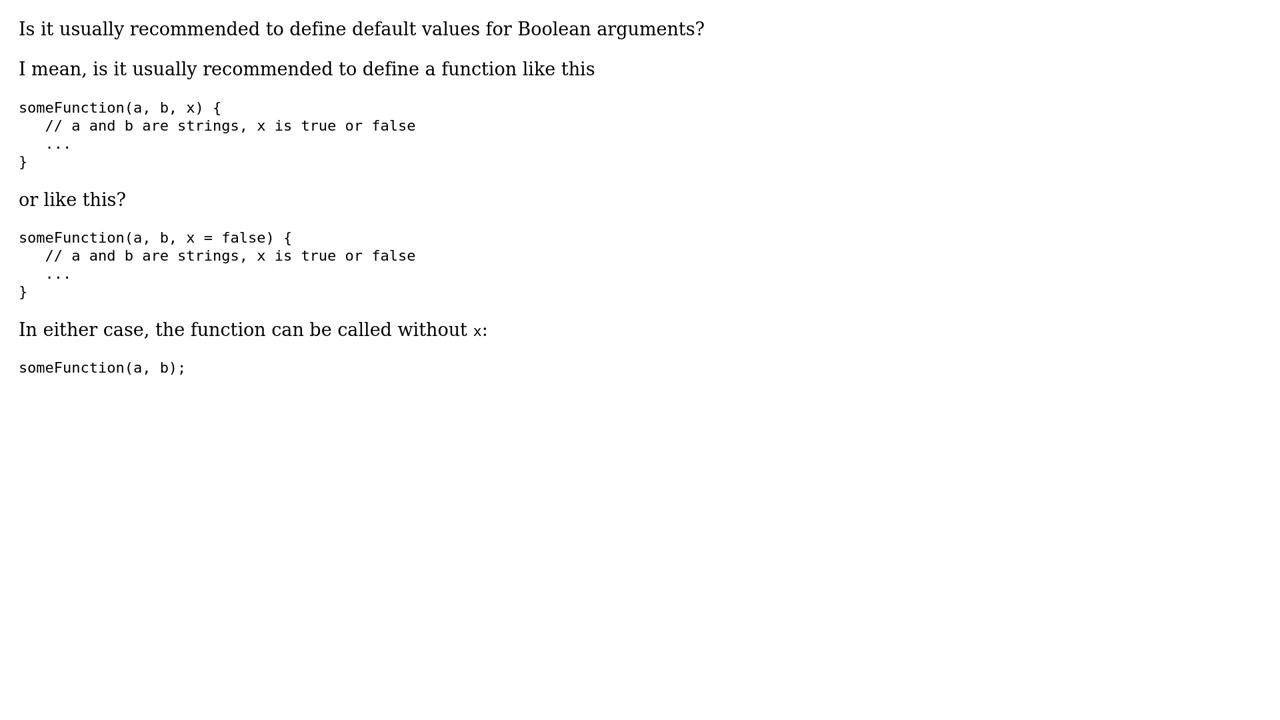 Is it usually recommended to define default values for Boolean arguments?
I mean, is it usually recommended to define a function like this
someFunction(a, b, x) {
   // a and b are strings, x is true or false
   ...
}
or like this?
someFunction(a, b, x = false) {
   // a and b are strings, x is true or false
   ...
}
In either case, the function can be called without x:
someFunction(a, b);